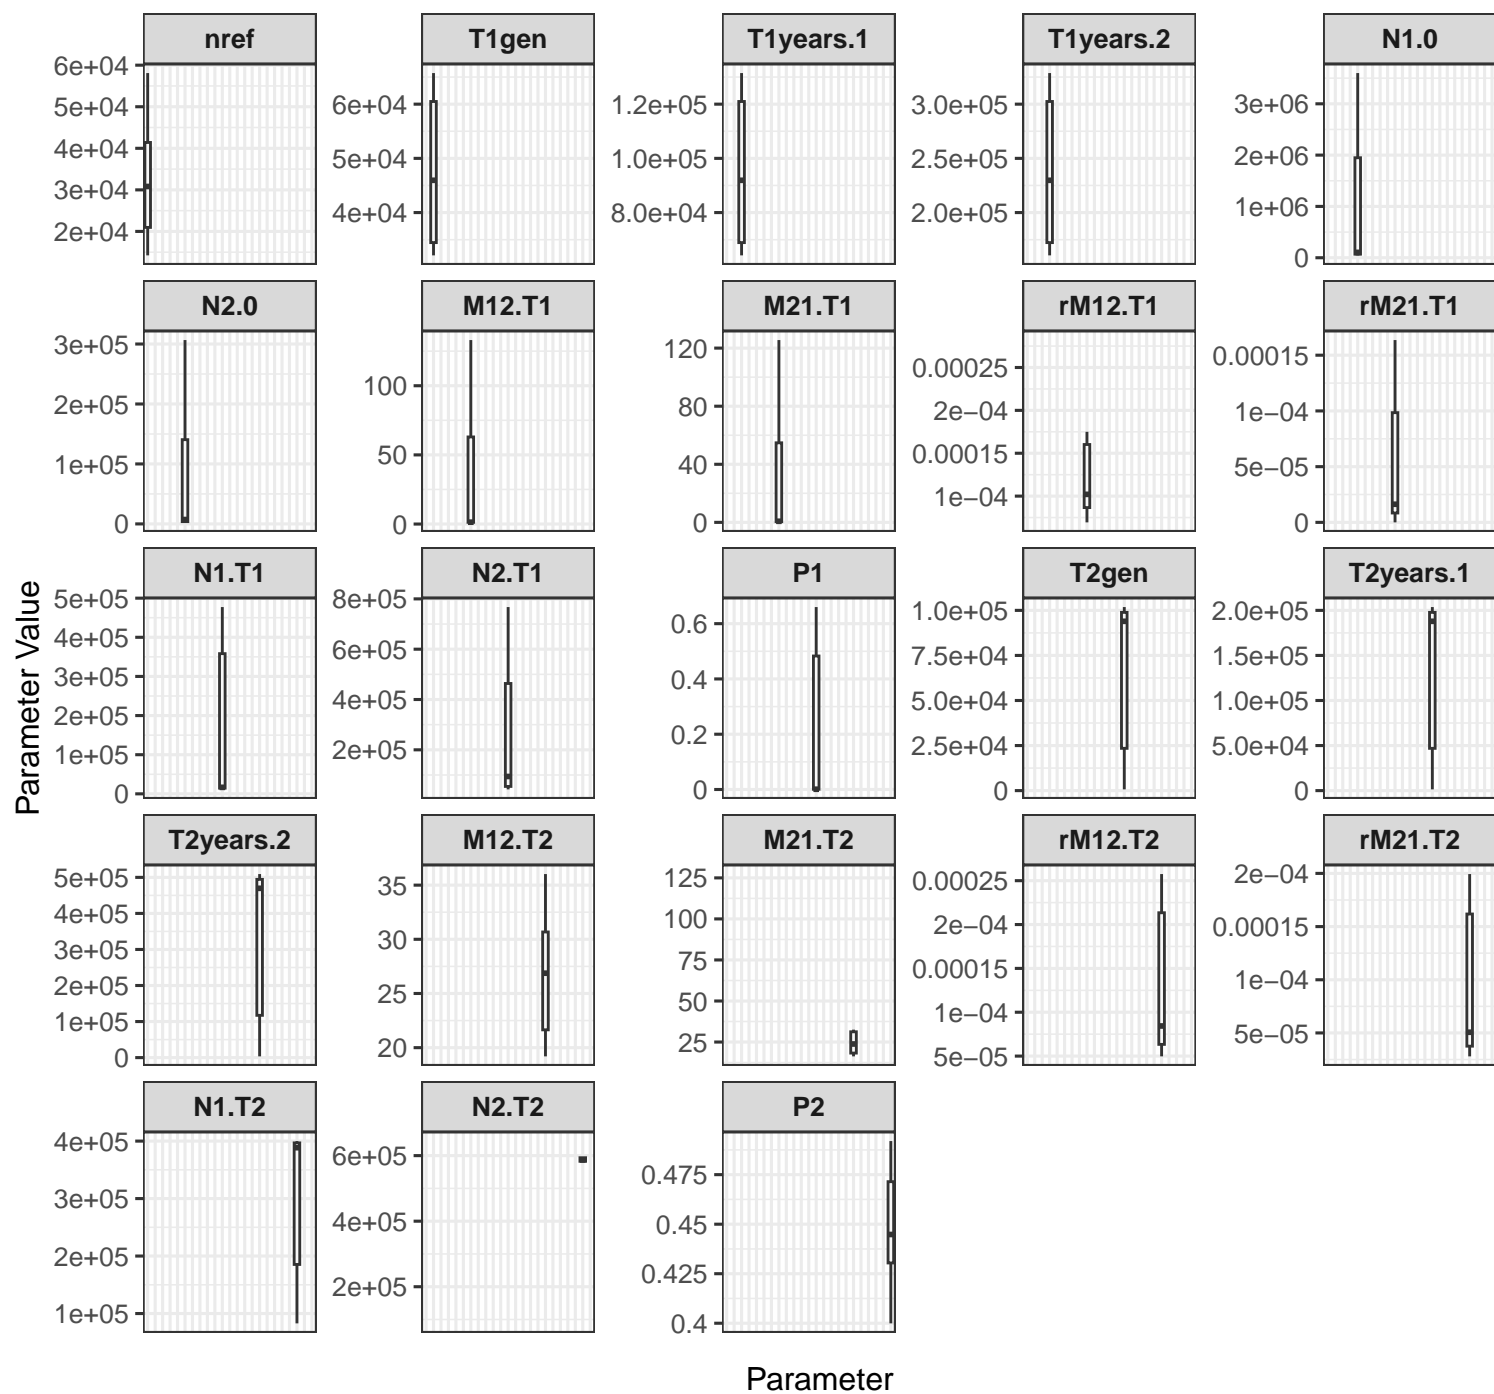 nref
T1gen
T1years.1
T1years.2
N1.0
6e+04
5e+04
4e+04
3e+04
2e+04
6e+04
5e+04
4e+04
1.2e+05
1.0e+05
8.0e+04
3.0e+05
2.5e+05
2.0e+05
3e+06
2e+06
1e+06
0
N2.0
M12.T1
M21.T1
rM12.T1
rM21.T1
3e+05
2e+05
1e+05
0
100
50
0
120
80
40
0
0.00025
2e−04
0.00015
1e−04
0.00015
1e−04
5e−05
0
N1.T1
N2.T1
P1
T2gen
T2years.1
5e+05
4e+05
3e+05
2e+05
1e+05
0
8e+05
6e+05
4e+05
2e+05
0.6
0.4
0.2
0
1.0e+05
7.5e+04
5.0e+04
2.5e+04
0
2.0e+05
1.5e+05
1.0e+05
5.0e+04
0
Parameter Value
T2years.2
M12.T2
M21.T2
rM12.T2
rM21.T2
5e+05
4e+05
3e+05
2e+05
1e+05
0
35
30
25
20
125
100
75
50
25
0.00025
2e−04
0.00015
1e−04
5e−05
2e−04
0.00015
1e−04
5e−05
N1.T2
N2.T2
P2
4e+05
3e+05
2e+05
1e+05
6e+05
4e+05
2e+05
0.475
0.45
0.425
0.4
Parameter